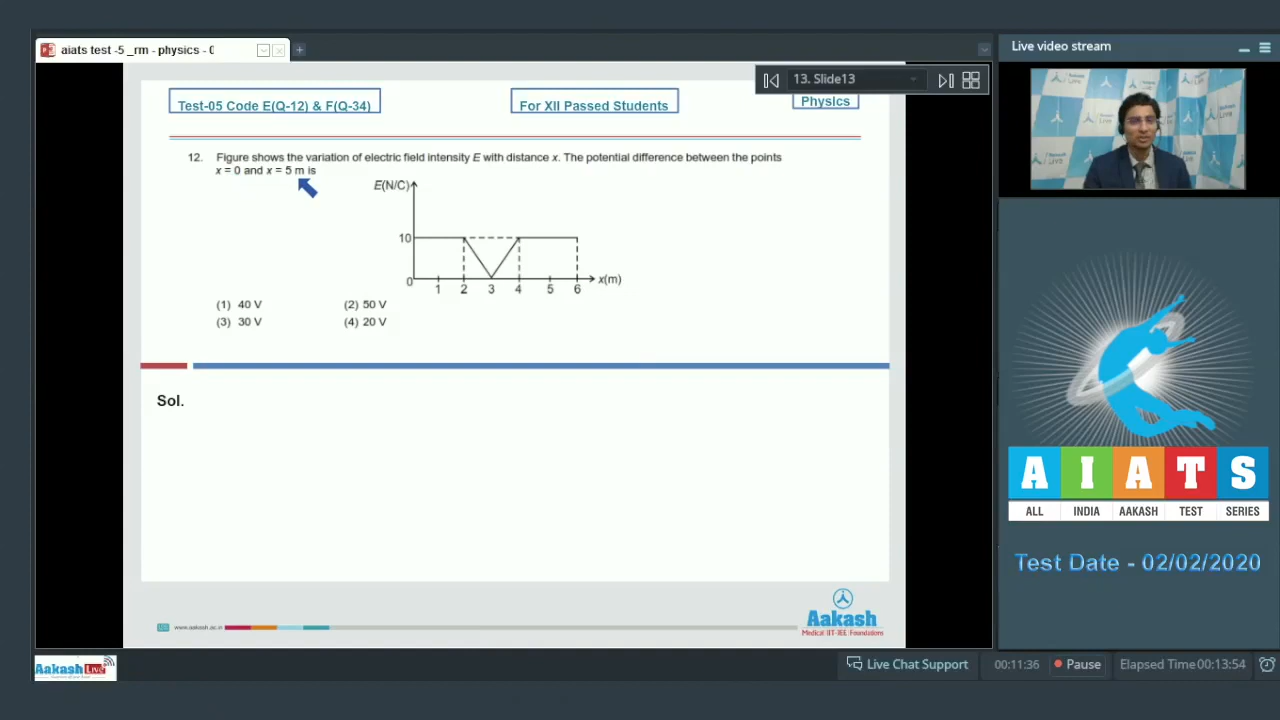 aiats test -5 _rm - physics - 0
Live video stream
13. Slide13
Test-05 Code E(Q-12) & F(Q-34)
For XII Passed Students
Physics
12. Figure shows the variation of electric field intensity E with distance x. The potential difference between the points
x = 0 and x = 5 m is
E(N/C)
10
0
1 2 3 4 5 6
x(m)
(1) 40 V (2) 50 V
(3) 30 V (4) 20 V
Sol.
A I A T S
ALL INDIA AAKASH TEST SERIES
Test Date - 02/02/2020
www.aakash.ac.in
Aakash
Medical IIT-JEE Foundations
Aakash Live
Live Chat Support
00:11:36
Pause
Elapsed Time 00:13:54